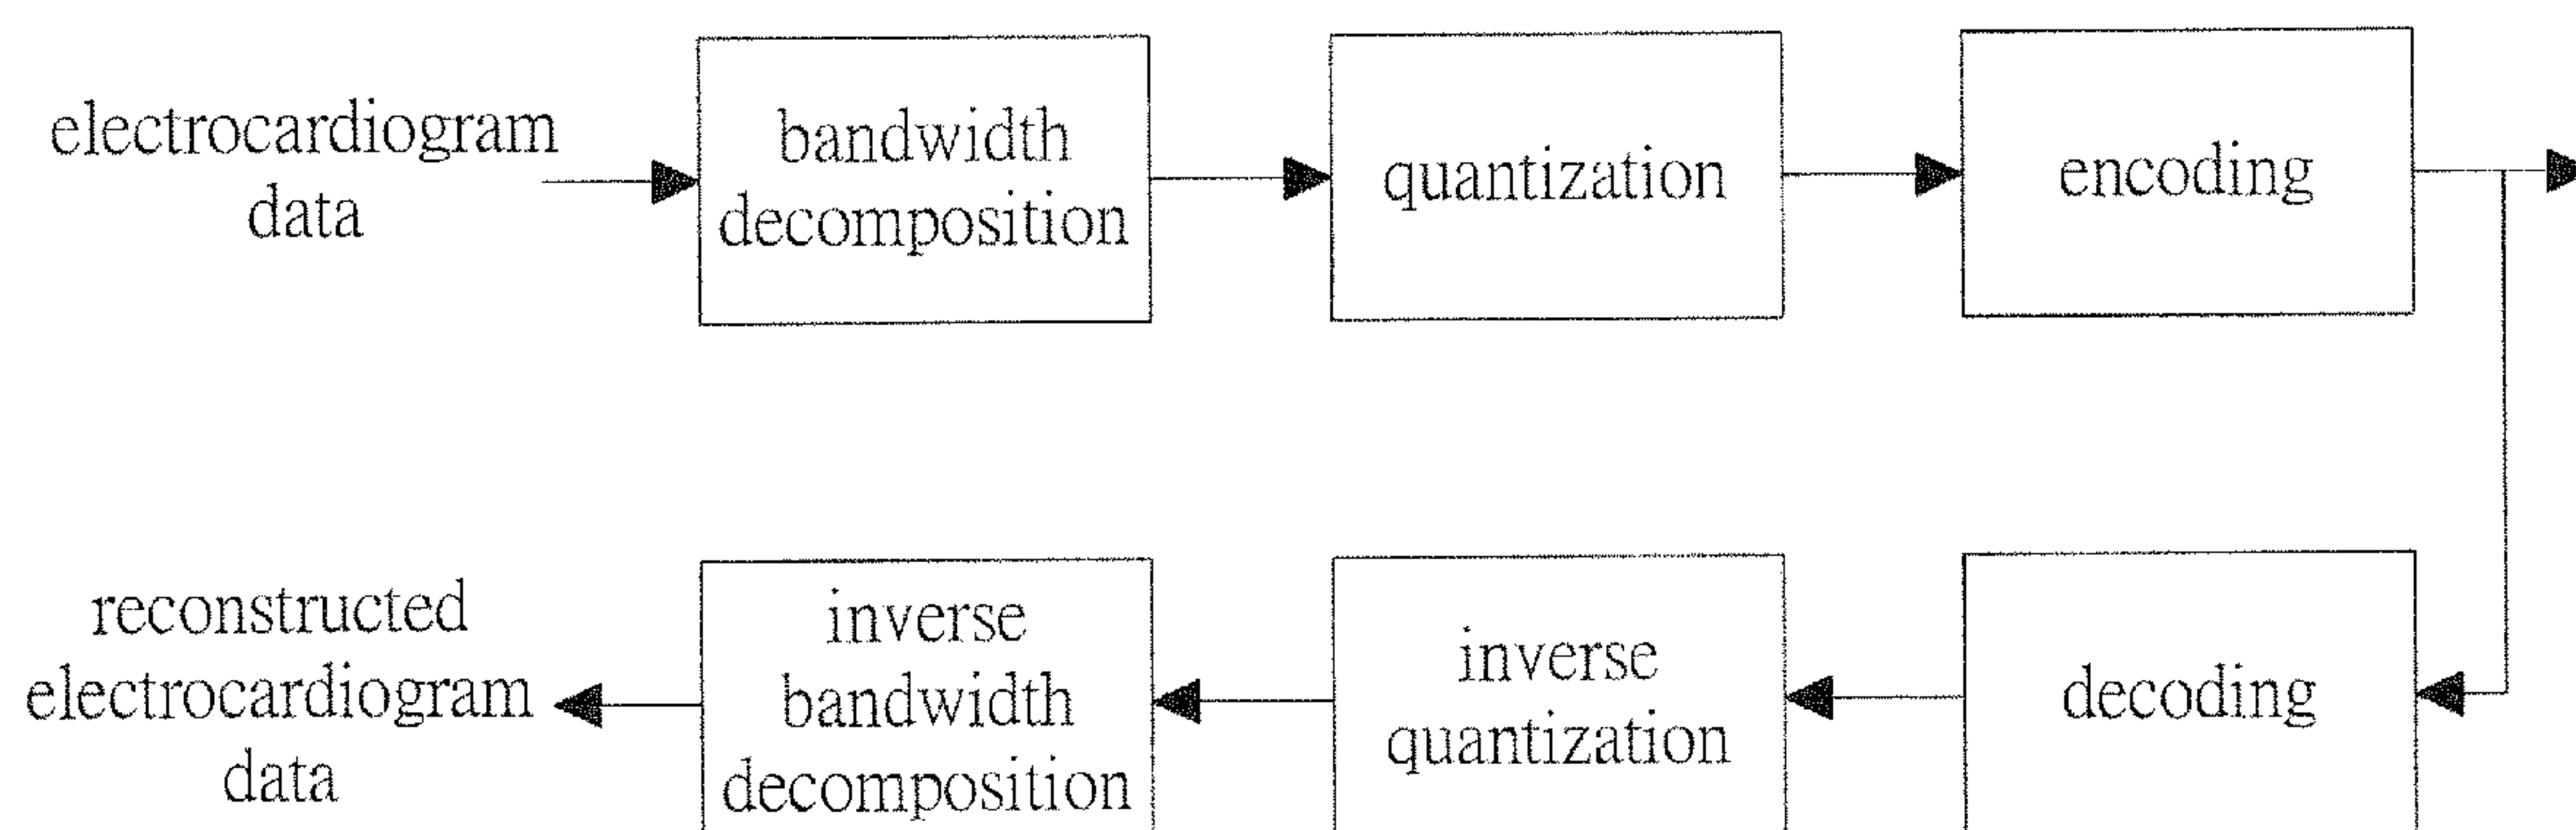 electrocardiogram
data
bandwidth
decomposition
quantization
encoding
reconstructed
electrocardiogram
data
inverse
bandwidth
decomposition
inverse
quantization
decoding